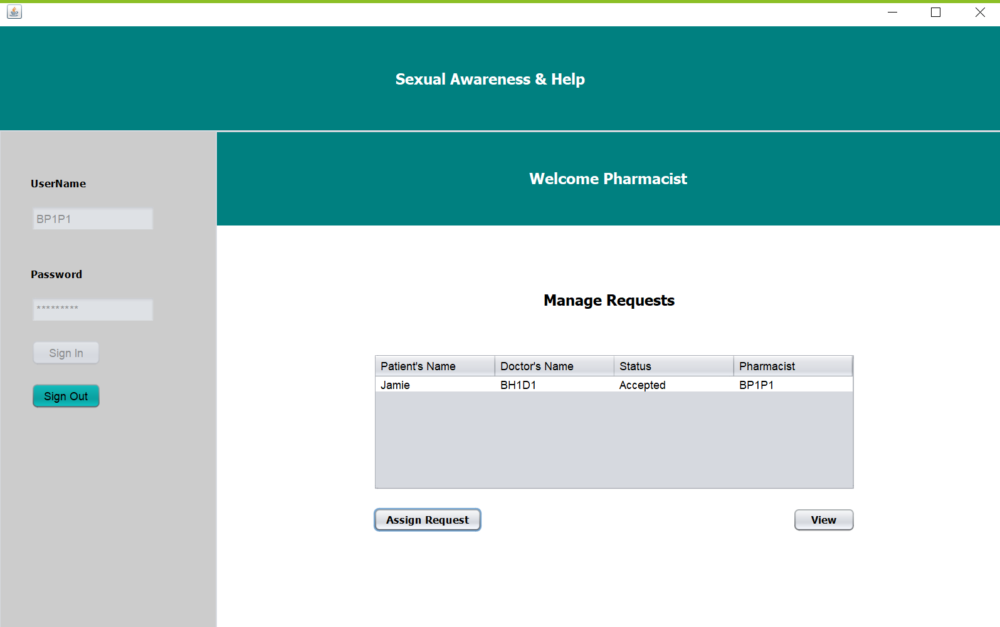 Sexual Awareness & Help
Welcome Pharmacist
UserName
BP1P1
Password
*********
Sign In
Sign Out
Manage Requests
Patient's Name Doctor's Name Status Pharmacist
Jamie BH1D1 Accepted BP1P1
Assign Request View